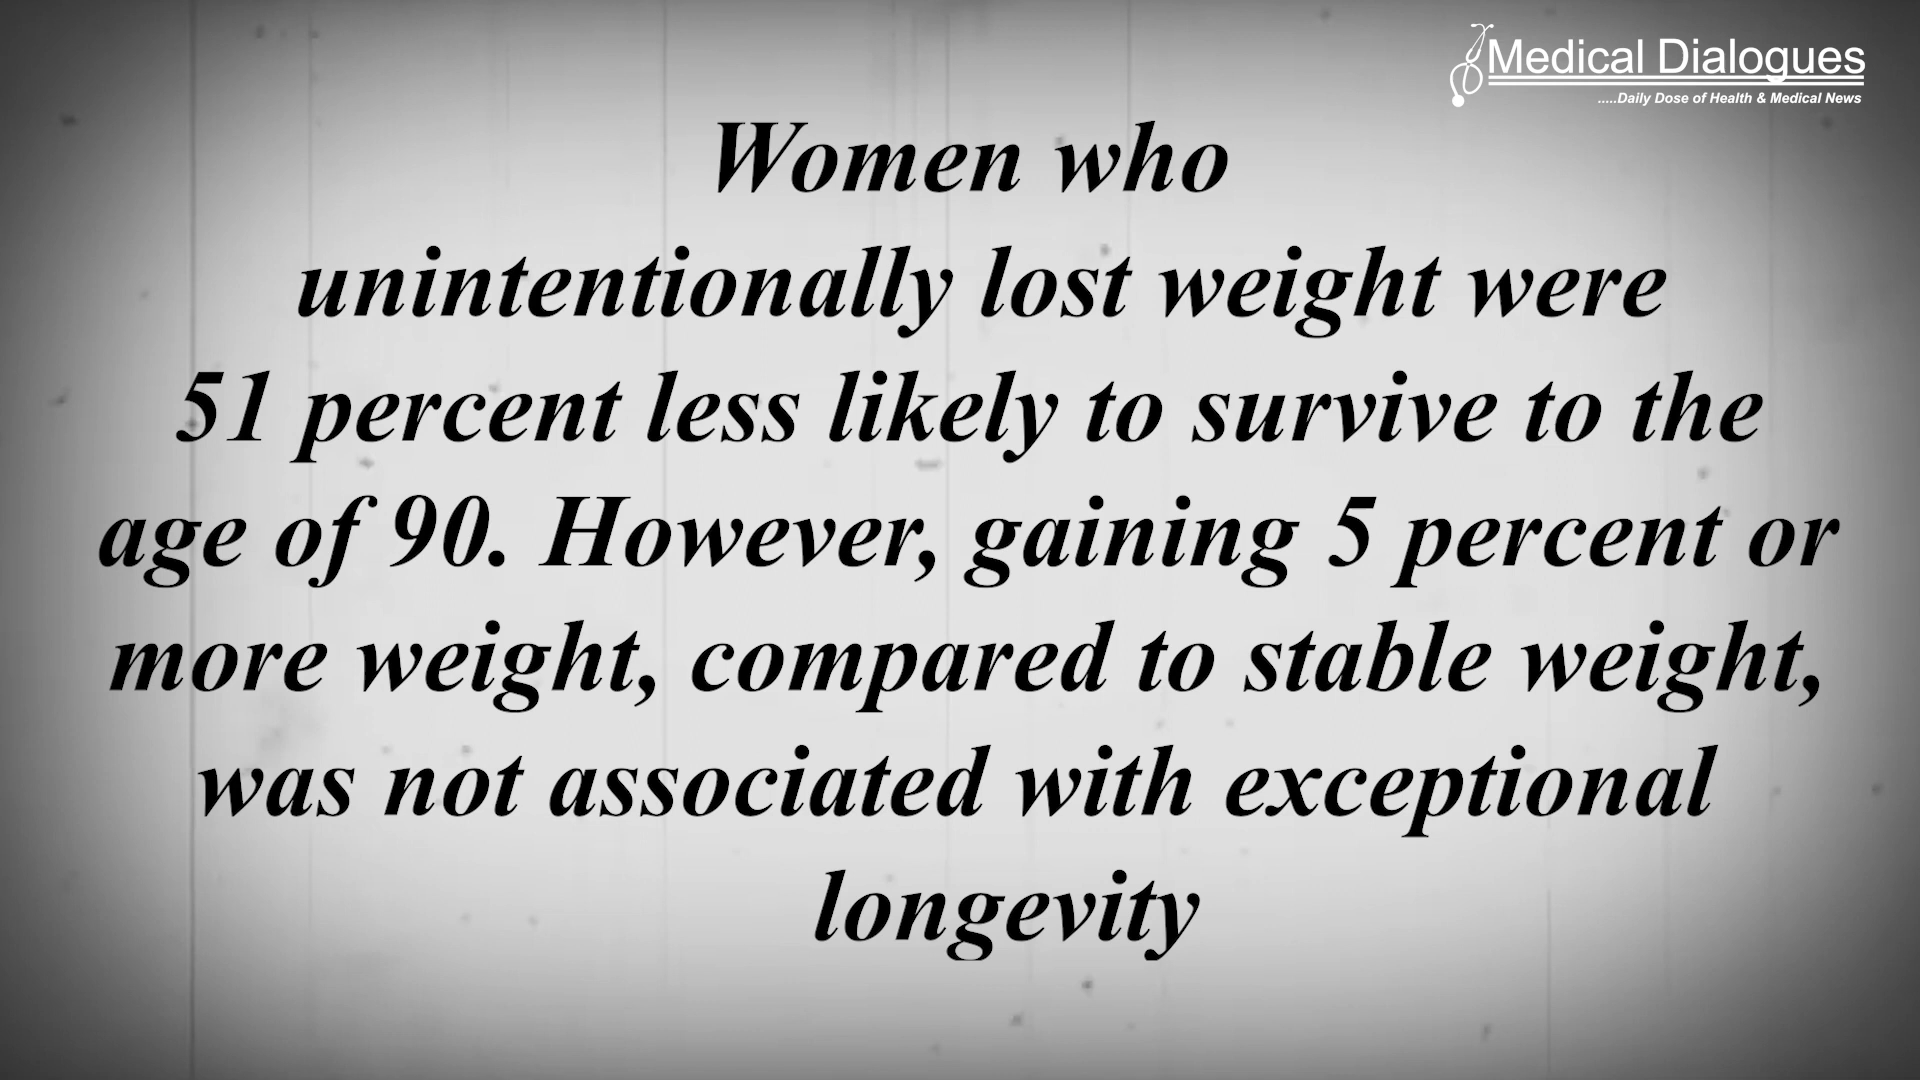 Medical Dialogues
.....Daily Dose of Health & Medical News
Women who
unintentionally lost weight were
51 percent less likely to survive to the
age of 90. However, gaining 5 percent or
more weight, compared to stable weight,
was not associated with exceptional
longevity